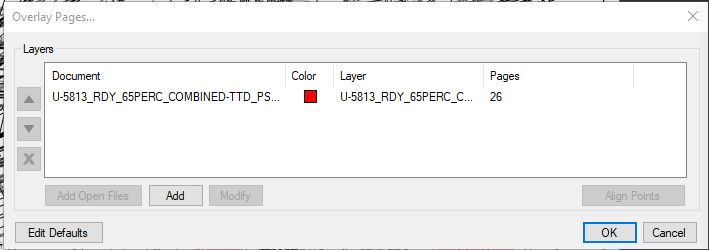 Overlay Pages...
Layers
Document Color Layer Pages
U-5813_RDY_65PERC_COMBINED-TTD_PS... U-5813_RDY_65PERC_C... 26
Add Open Files Add Modify Align Points
Edit Defaults OK Cancel